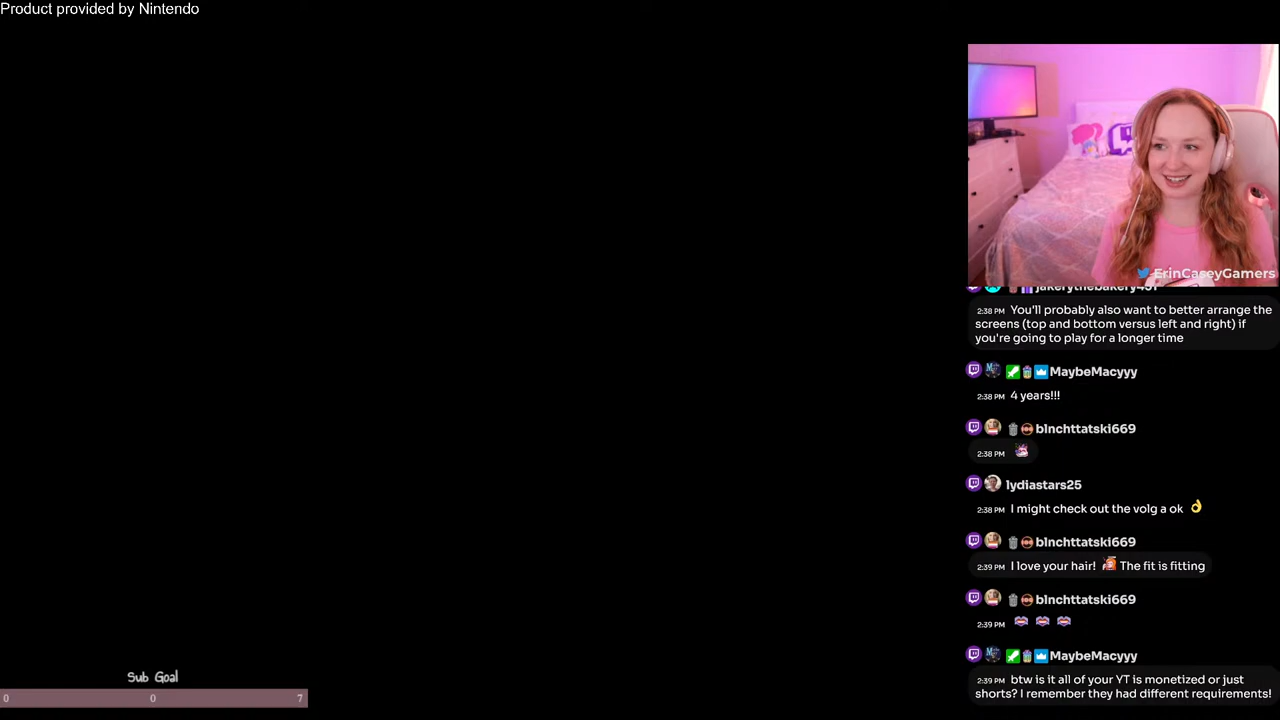 Product provided by Nintendo
ErinCaseyGamers
jakerythebakery451
2:38 PM You'll probably also want to better arrange the
screens (top and bottom versus left and right) if
you're going to play for a longer time
MaybeMacyyy
2:38 PM 4 years!!!
blnchttatski669
2:38 PM
lydiastars25
2:38 PM I might check out the volg a ok 👌
blnchttatski669
2:39 PM I love your hair! The fit is fitting
blnchttatski669
2:39 PM
MaybeMacyyy
2:39 PM btw is it all of your YT is monetized or just
shorts? I remember they had different requirements!
Sub Goal
0 0 7